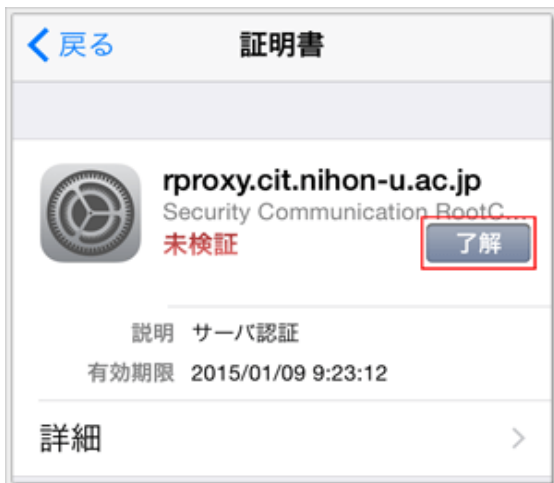 戻る 証明書
rproxy.cit.nihon-u.ac.jp
Security Communication RootC...
未検証 了解
説明 サーバ認証
有効期限 2015/01/09 9:23:12
詳細